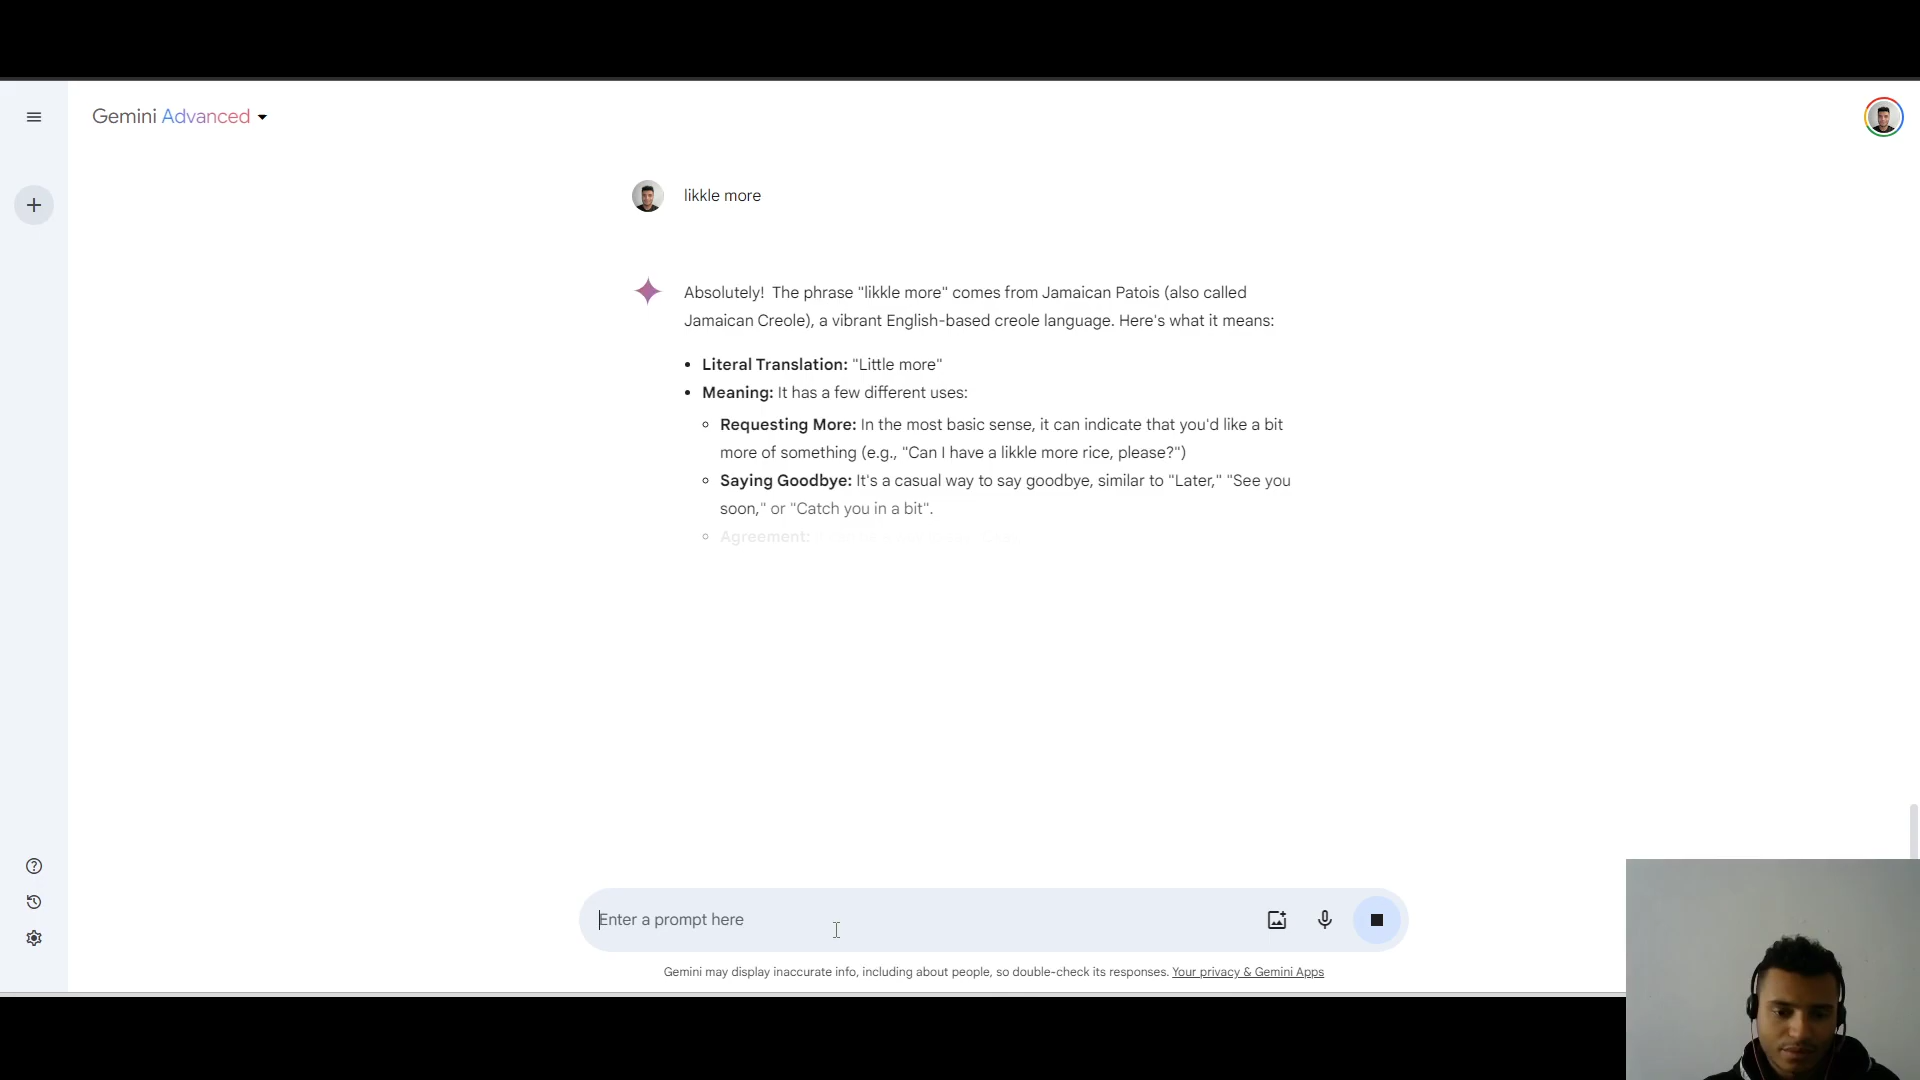 Gemini Advanced
likkle more
Absolutely! The phrase "likkle more" comes from Jamaican Patois (also called
Jamaican Creole), a vibrant English-based creole language. Here's what it means:
• Literal Translation: "Little more"
• Meaning: It has a few different uses:
◦ Requesting More: In the most basic sense, it can indicate that you'd like a bit
more of something (e.g., "Can I have a likkle more rice, please?")
◦ Saying Goodbye: It's a casual way to say goodbye, similar to "Later," "See you
soon," or "Catch you in a bit".
◦ Agreement:
Enter a prompt here
Gemini may display inaccurate info, including about people, so double-check its responses. Your privacy & Gemini Apps